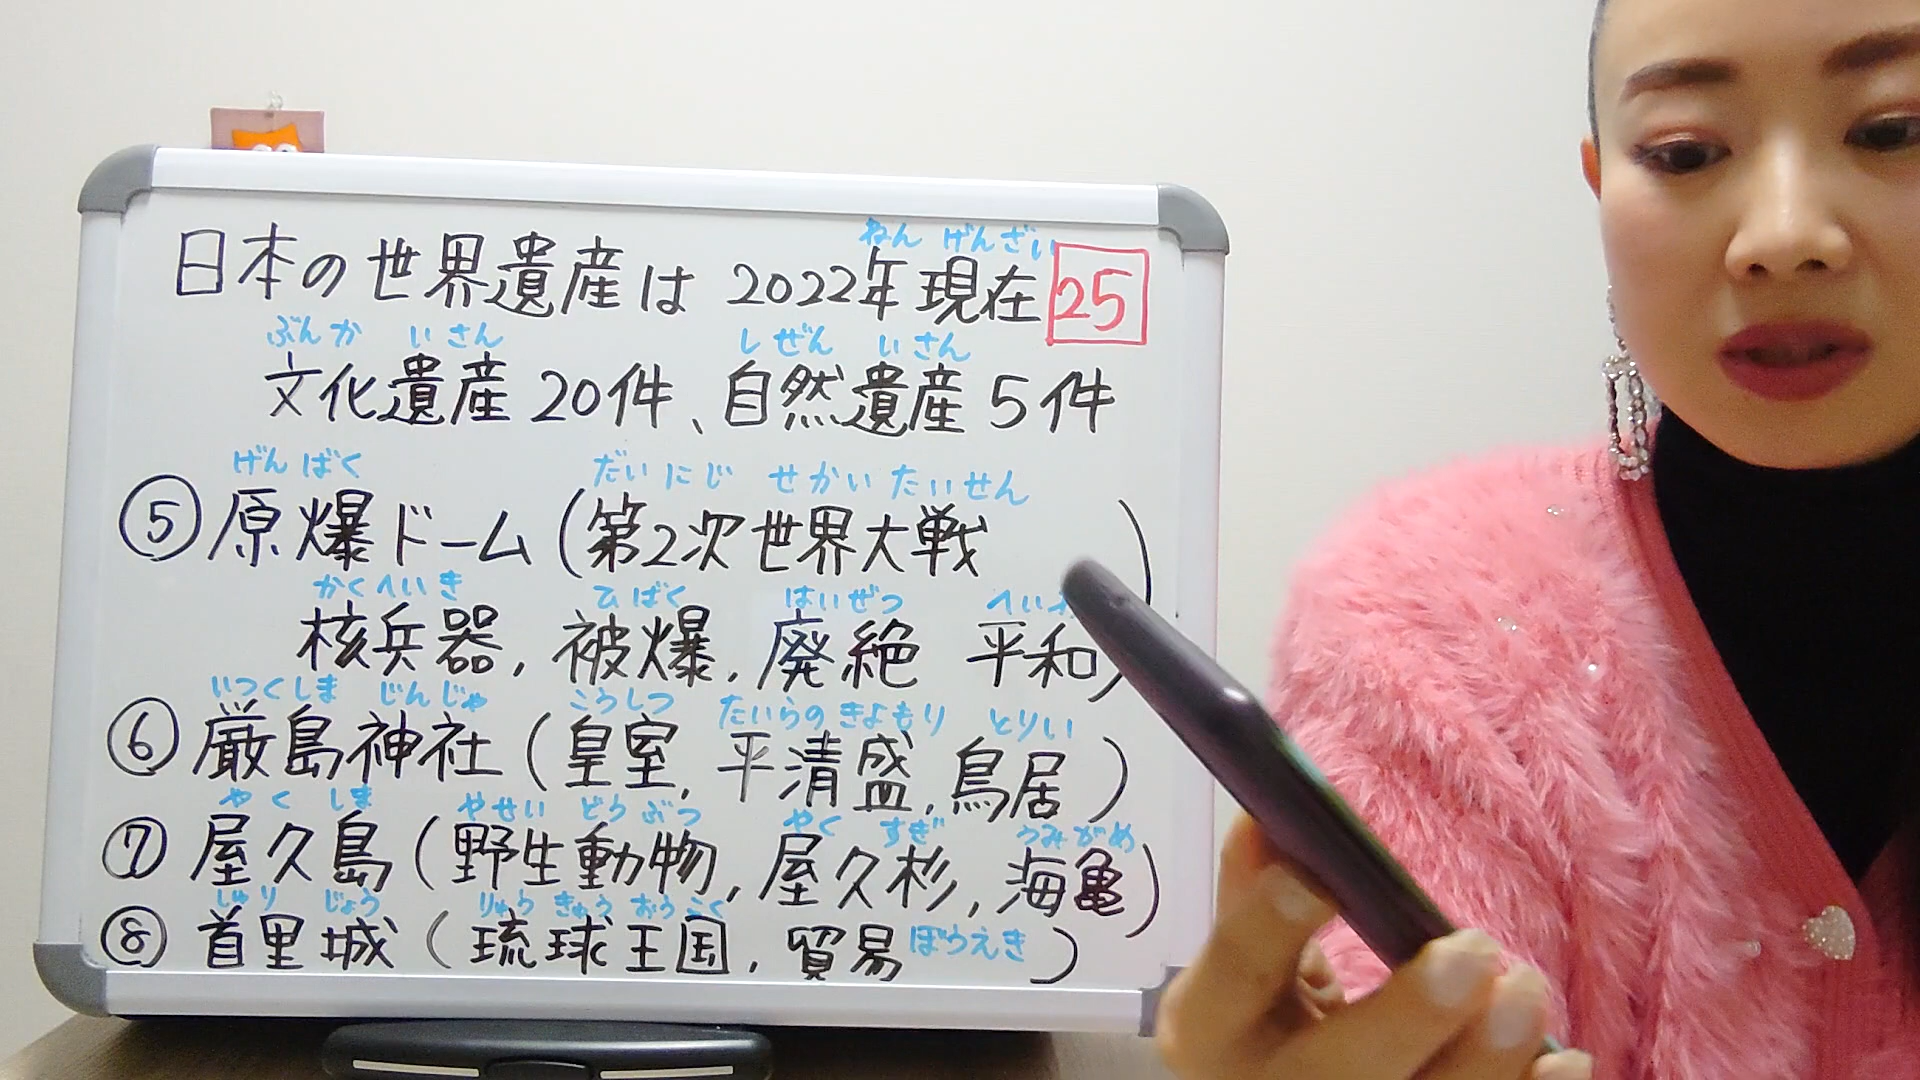 ねん げんざい
日本の世界遺産は 2022年現在 25
ぶんか いさん しぜん いさん
文化遺産 20件、自然遺産 5件
げんばく だいにじ せかいたいせん
⑤原爆ドーム(第2次世界大戦 )
かくへいき ひばく はいぜつ
核兵器, 被爆, 廃絶 平和)
いつくしま じんじゃ こうしつ たいらの きよもり とりい
⑥厳島神社(皇室, 平清盛, 鳥居)
やく しま やせい どうぶつ やく すぎ うみがめ
⑦屋久島(野生動物, 屋久杉, 海亀)
しゅり じょう りゅう きゅう おうこく
⑧首里城(琉球王国, 貿易 ぼうえき )